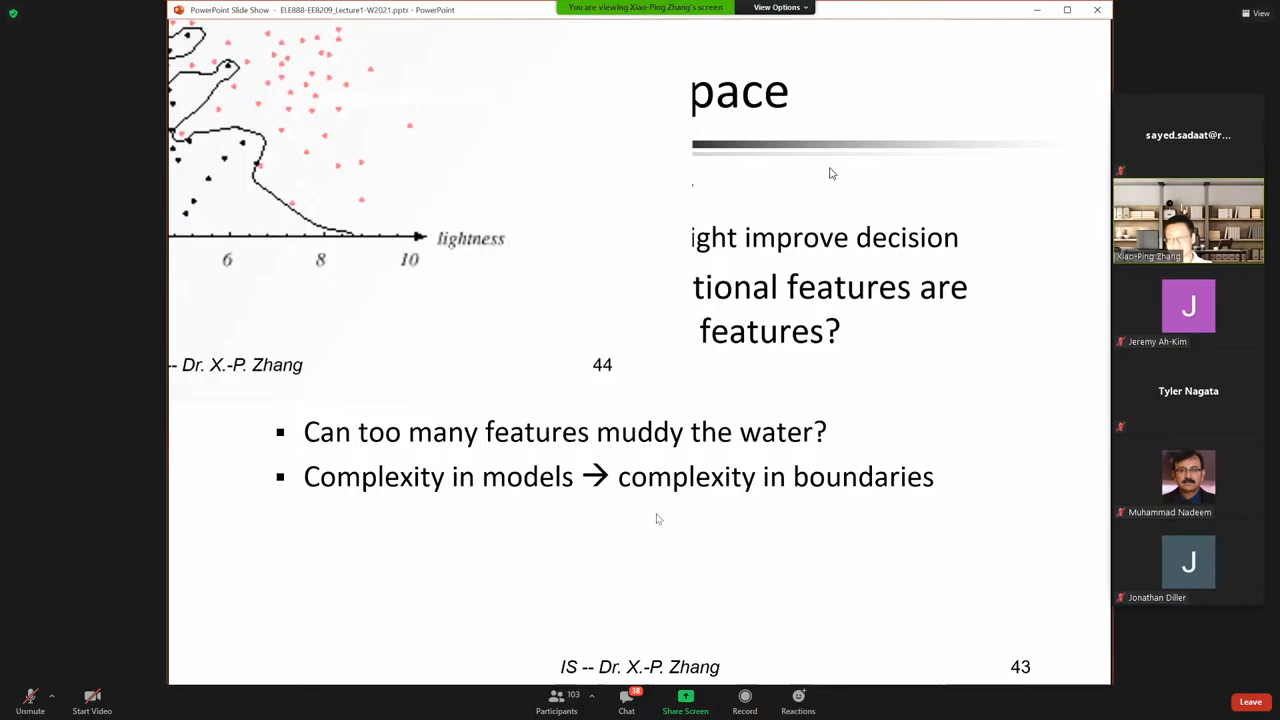 PowerPoint Slide Show - ELE888-EE8209_Lecture1-W2021.pptx - PowerPoint
You are viewing Xiao-Ping Zhang's screen
View Options
View
pace
ight improve decision
tional features are
features?
lightness
6 8 10
-- Dr. X.-P. Zhang
44
Can too many features muddy the water?
Complexity in models → complexity in boundaries
IS -- Dr. X.-P. Zhang
43
sayed.sadaat@r...
Xiao-Ping Zhang
J
Jeremy Ah-Kim
Tyler Nagata
Muhammad Nadeem
J
Jonathan Diller
Unmute
Start Video
103
Participants
38
Chat
Share Screen
Record
Reactions
Leave